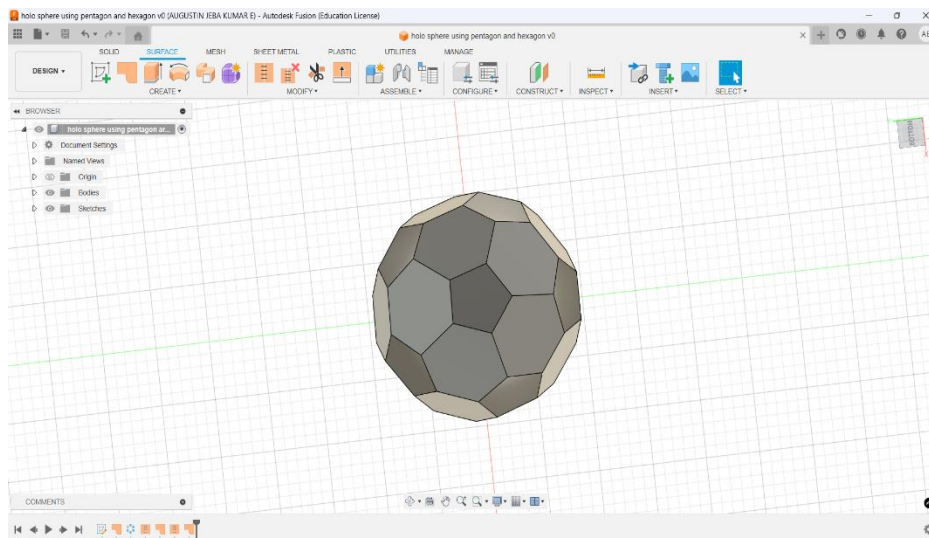 holo sphere using pentagon and hexagon v0 (AUGUSTIN JEBA KUMAR E) - Autodesk Fusion (Education License)
holo sphere using pentagon and hexagon v0
SOLID SURFACE MESH SHEET METAL PLASTIC UTILITIES MANAGE
DESIGN
CREATE MODIFY ASSEMBLE CONFIGURE CONSTRUCT INSPECT INSERT SELECT
BROWSER
holo sphere using pentagon ar...
Document Settings
Named Views
Origin
Bodies
Sketches
BOTTOM
COMMENTS